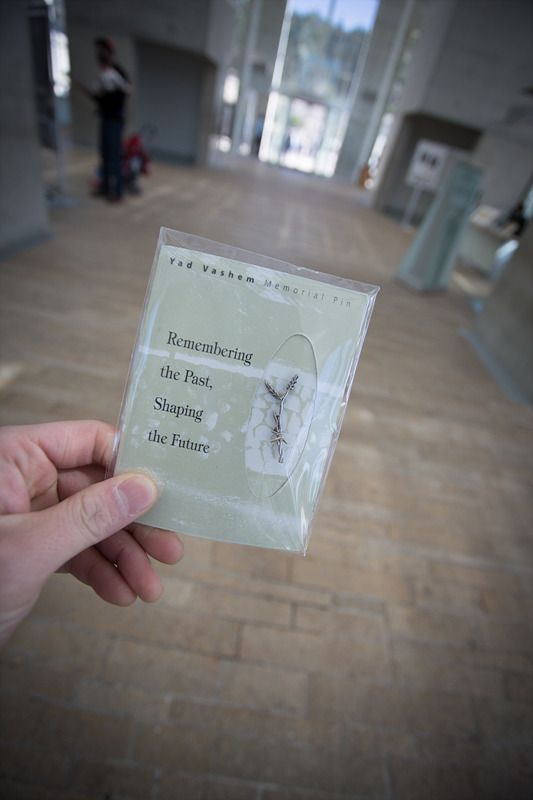 Yad Vashem Memorial Pin
Remembering
the Past,
Shaping
the Future